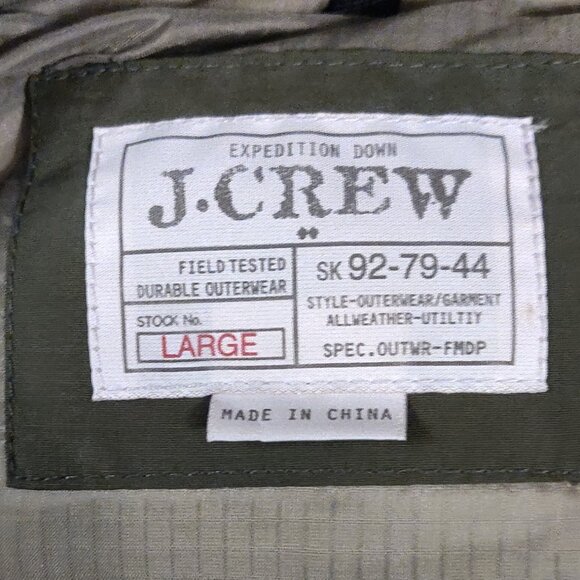 EXPEDITION DOWN
J.CREW
FIELD TESTED
DURABLE OUTERWEAR
STOCK No.
LARGE
SK 92-79-44
STYLE-OUTERWEAR/GARMENT
ALLWEATHER-UTILTIY
SPEC.OUTWR-FMDP
MADE IN CHINA